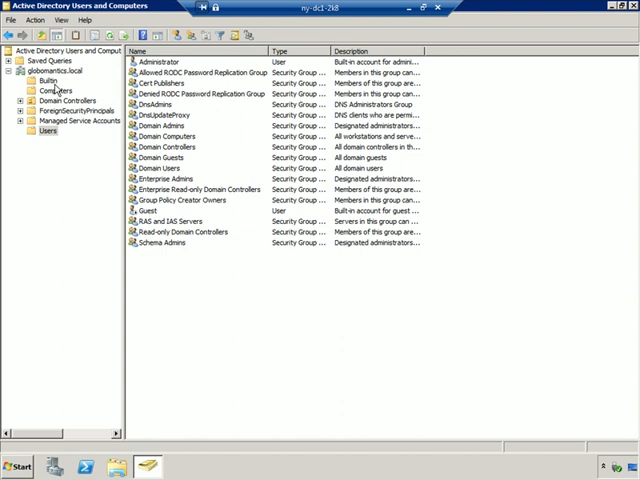 Active Directory Users and Computers
ny-dc1-2k8
File Action View Help
Active Directory Users and Comput
Saved Queries
globomantics.local
Builtin
Computers
Domain Controllers
ForeignSecurityPrincipals
Managed Service Accounts
Users
Name Type Description
Administrator User Built-in account for admini...
Allowed RODC Password Replication Group Security Group ... Members in this group can...
Cert Publishers Security Group ... Members of this group are...
Denied RODC Password Replication Group Security Group ... Members in this group can...
DnsAdmins Security Group ... DNS Administrators Group
DnsUpdateProxy Security Group ... DNS clients who are permi...
Domain Admins Security Group ... Designated administrators...
Domain Computers Security Group ... All workstations and serve...
Domain Controllers Security Group ... All domain controllers in th...
Domain Guests Security Group ... All domain guests
Domain Users Security Group ... All domain users
Enterprise Admins Security Group ... Designated administrators...
Enterprise Read-only Domain Controllers Security Group ... Members of this group are...
Group Policy Creator Owners Security Group ... Members in this group can...
Guest User Built-in account for guest ...
RAS and IAS Servers Security Group ... Servers in this group can ...
Read-only Domain Controllers Security Group ... Members of this group are...
Schema Admins Security Group ... Designated administrators...
Start